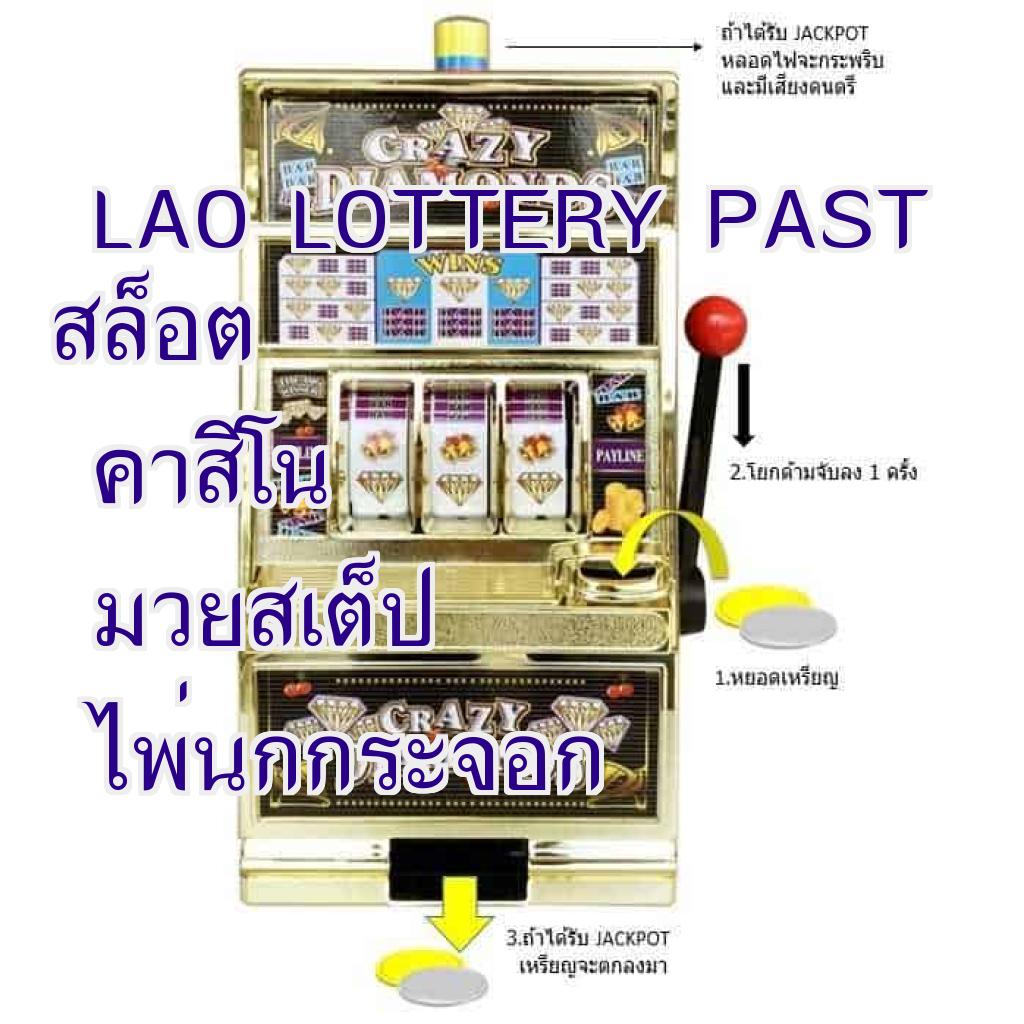 ถ้าได้รับ JACKPOT
หลอดไฟจะกระพริบ
และมีเสียงดนตรี
CRAZY
DIAMONDS
LAO LOTTERY PAST
WINS
สล็อต
คาสิโน
PAYLINE
2.โยกด้ามจับลง 1 ครั้ง
มวยสเต็ป
1.หยอดเหรียญ
CRAZY
ไพ่นกกระจอก
3.ถ้าได้รับ JACKPOT
เหรียญจะตกลงมา